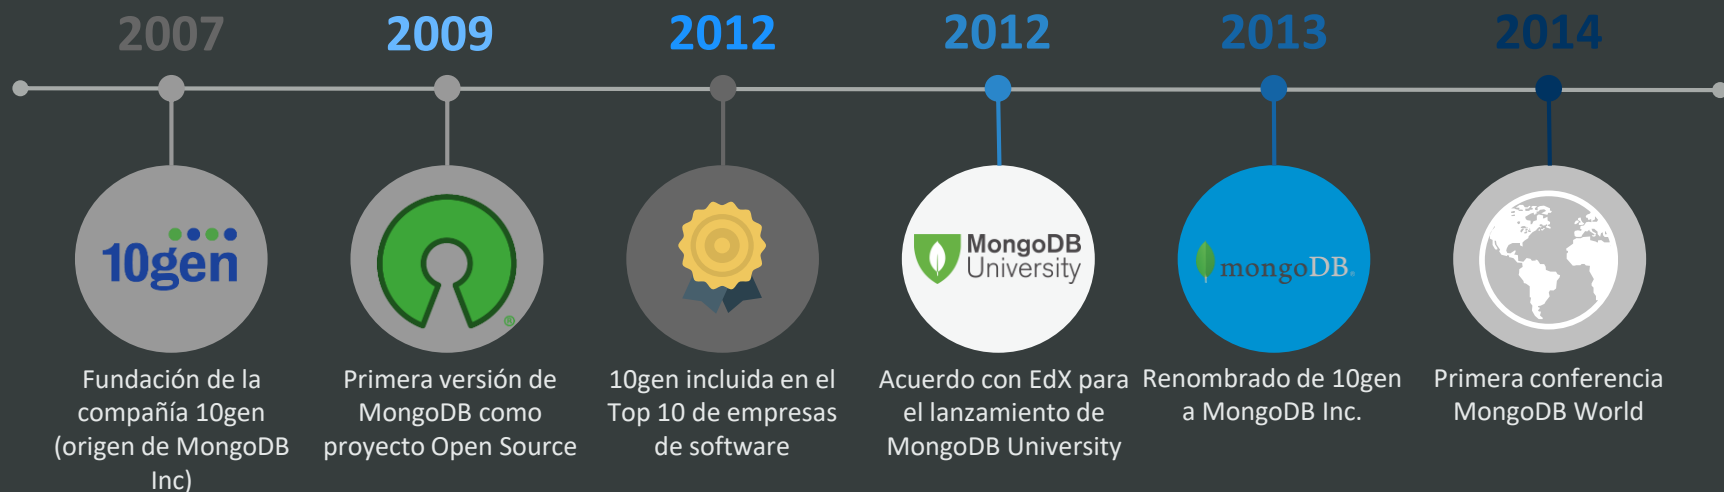 2007
2009
2012
2012
2013
2014
10gen
®
MongoDB
University
mongoDB®
Fundación de la
compañía 10gen
(origen de MongoDB
Inc)
Primera versión de
MongoDB como
proyecto Open Source
10gen incluida en el
Top 10 de empresas
de software
Acuerdo con EdX para
el lanzamiento de
MongoDB University
Renombrado de 10gen
a MongoDB Inc.
Primera conferencia
MongoDB World